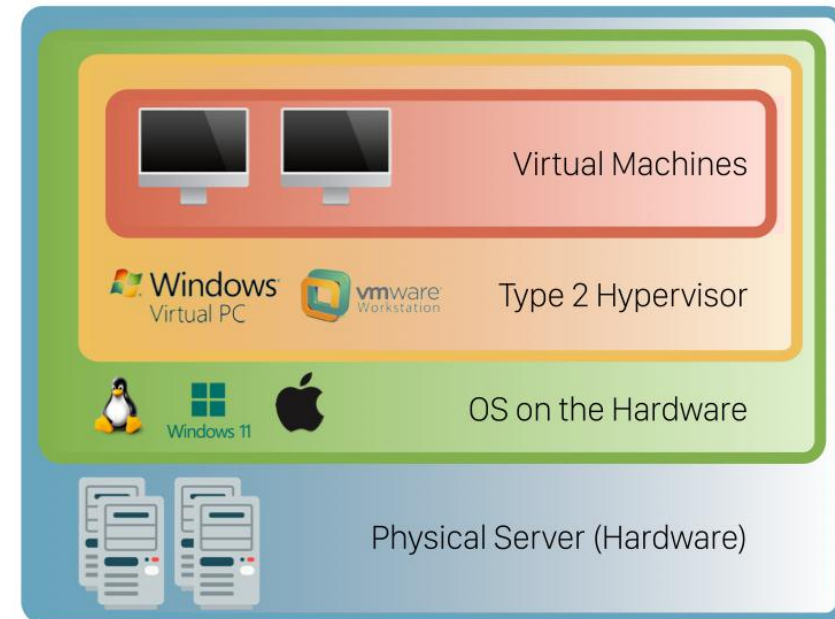 Virtual Machines
Windows
Virtual PC
vmware
Workstation
Type 2 Hypervisor
Windows 11
OS on the Hardware
Physical Server (Hardware)